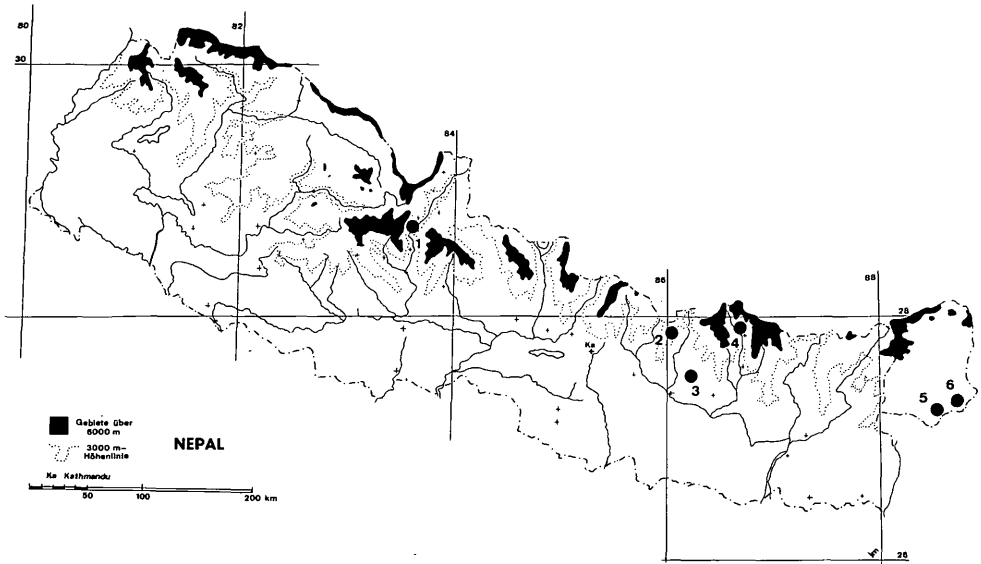 80
82
30
84
1
86
88
28
2
4
Ka
3
6
5
Gebiete über
6000 m
NEPAL
3000 m-
Höhenlinie
Ka Kathmandu
50 100 200 km
km
26